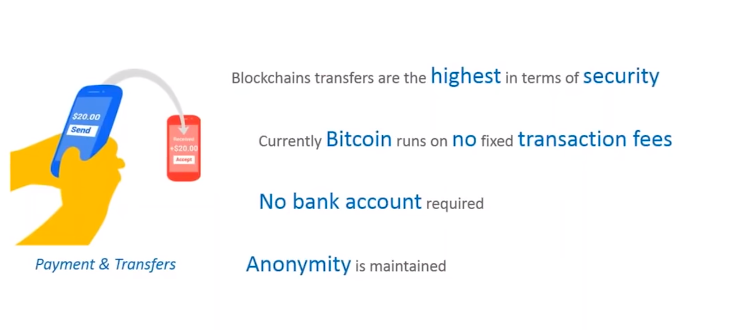 Blockchains transfers are the highest in terms of security
$20.00
Send
+$20.00
Accept
Currently Bitcoin runs on no fixed transaction fees
No bank account required
Payment & Transfers
Anonymity is maintained